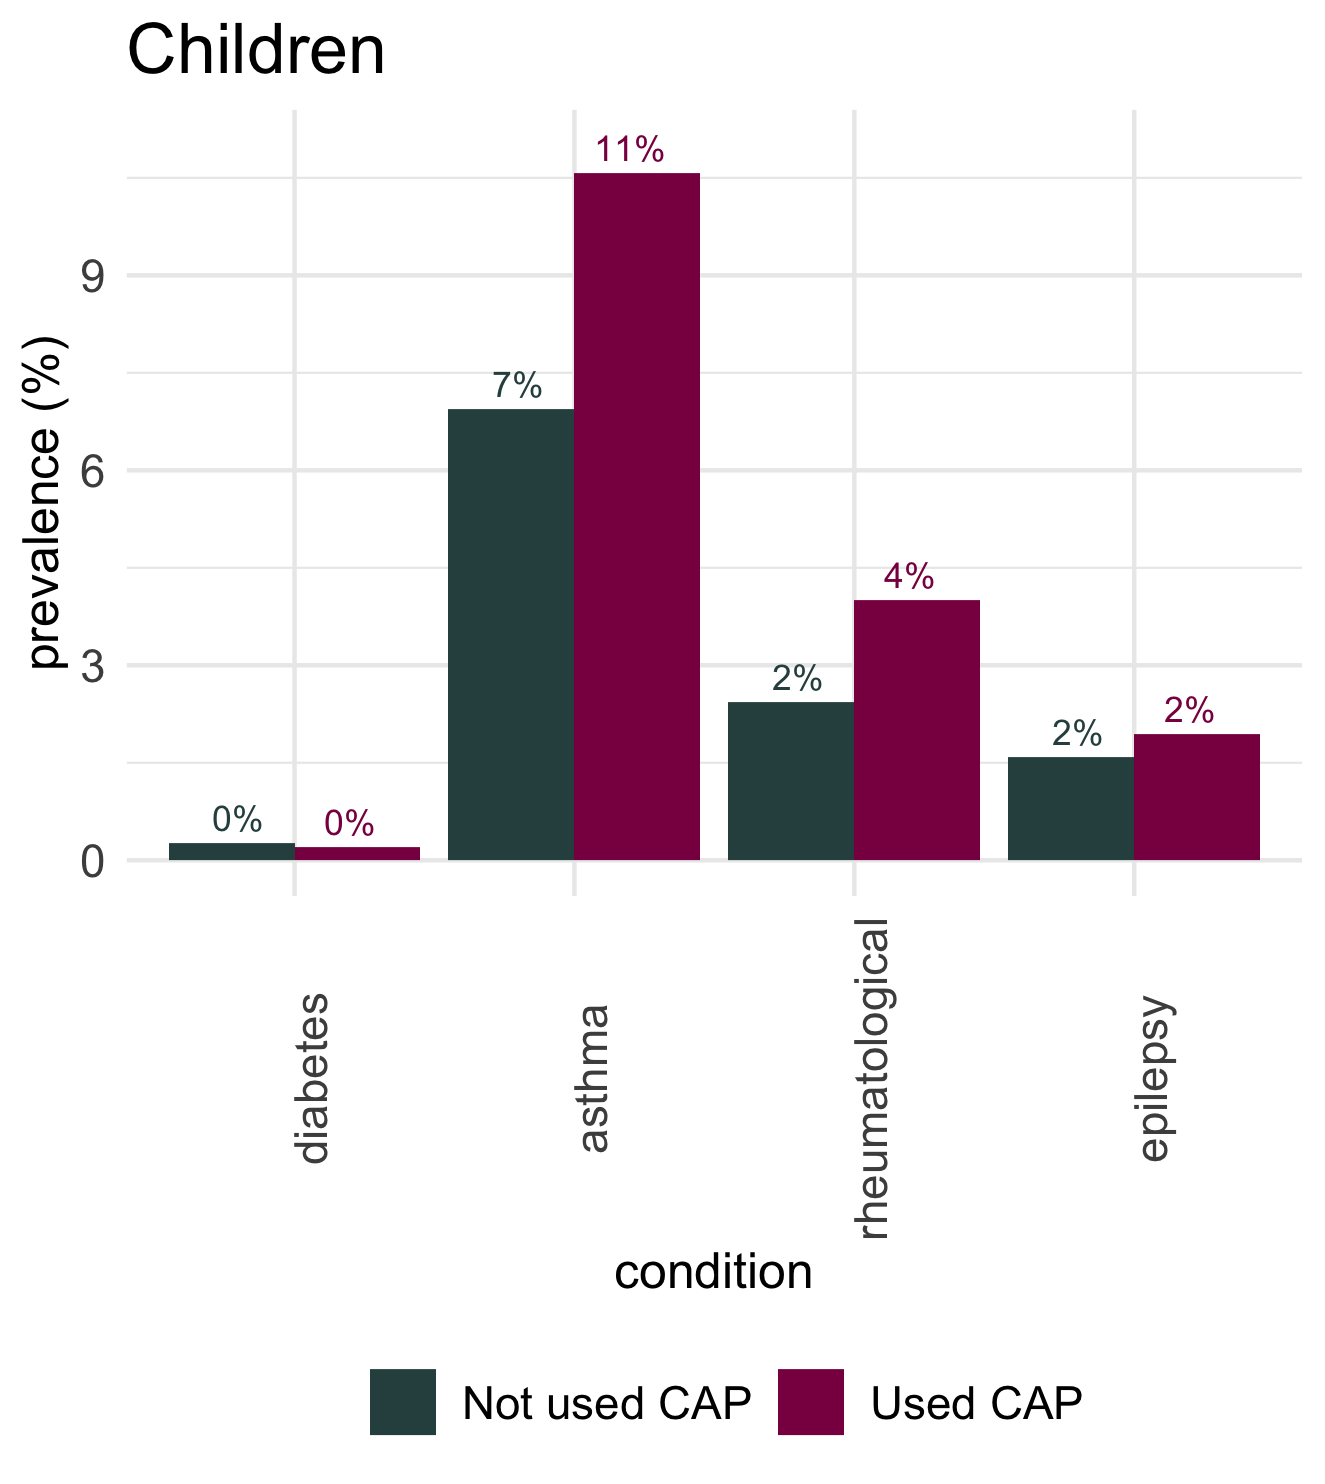 Children
prevalence (%)
9
6
3
0
0%
0%
7%
11%
2%
4%
2%
2%
diabetes
asthma
rheumatological
epilepsy
condition
Not used CAP
Used CAP